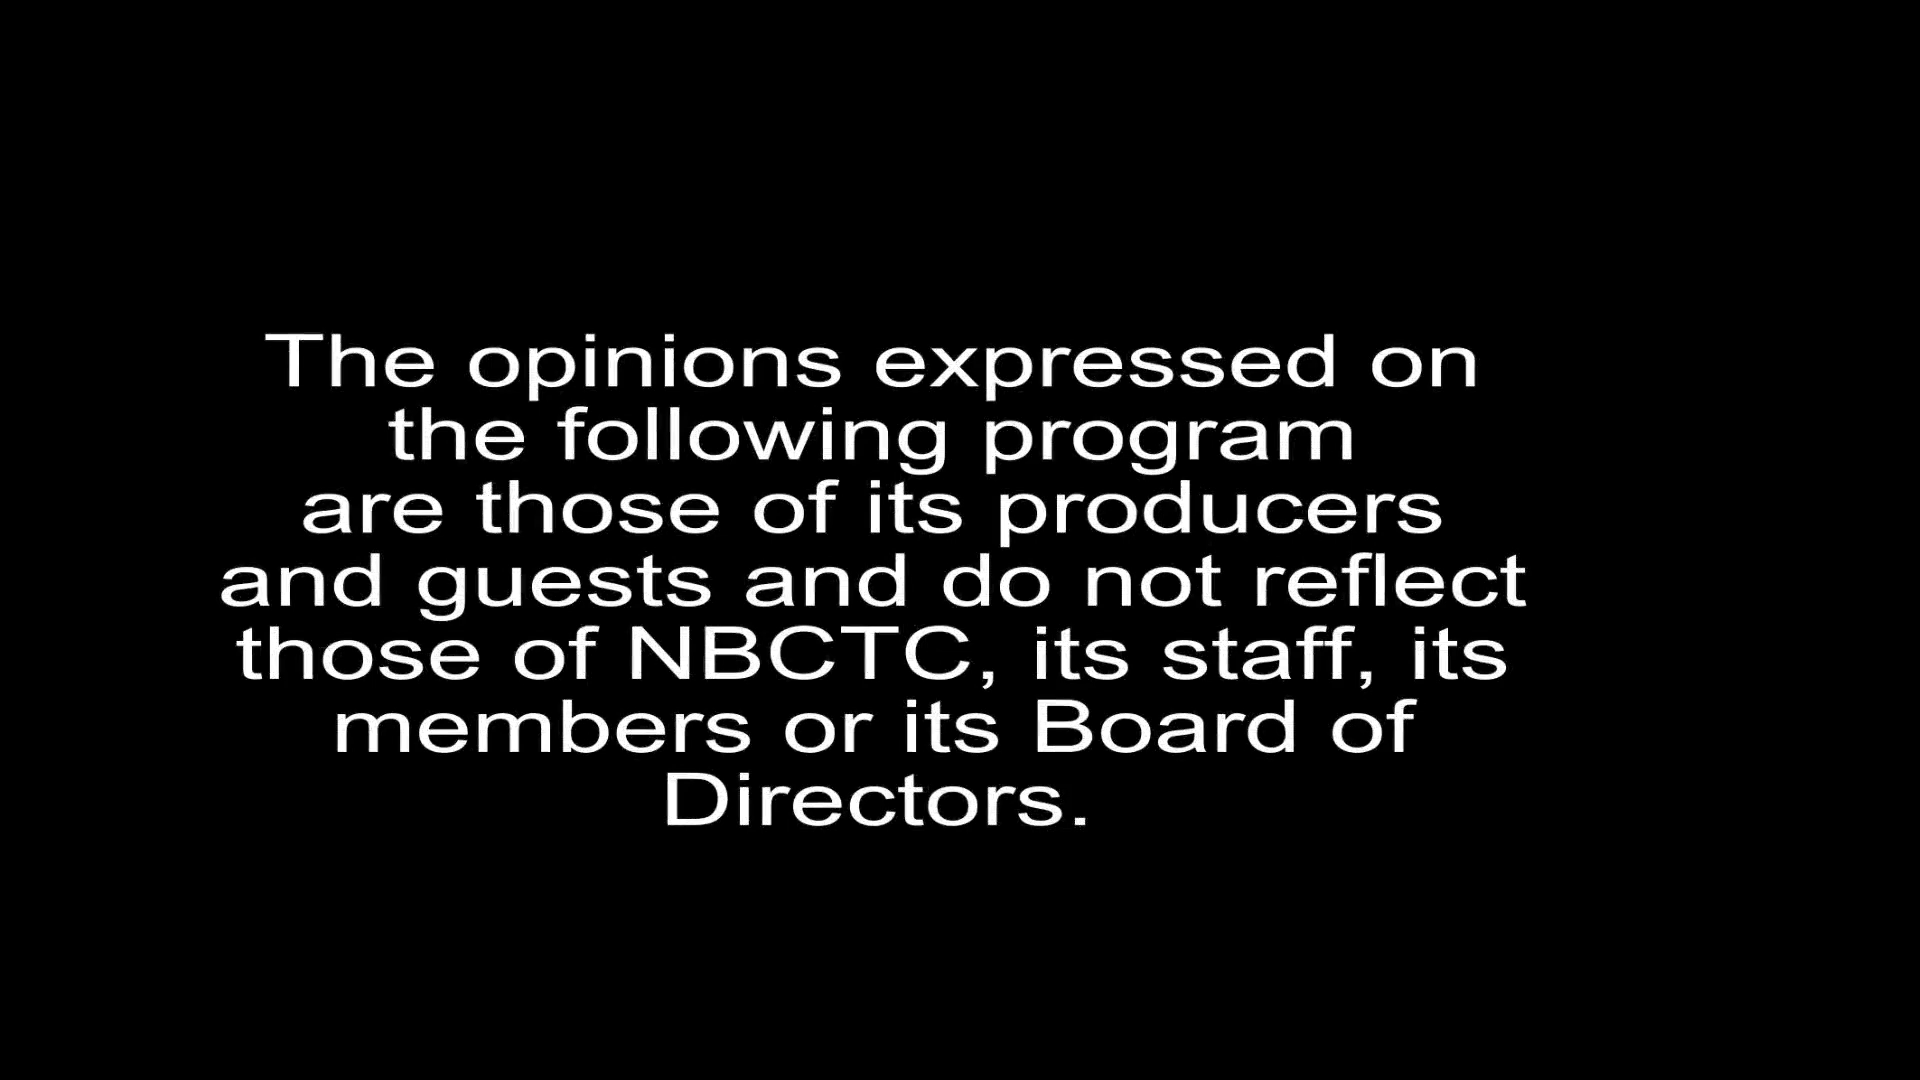 The opinions expressed on
the following program
are those of its producers
and guests and do not reflect
those of NBCTC, its staff, its
members or its Board of
Directors.